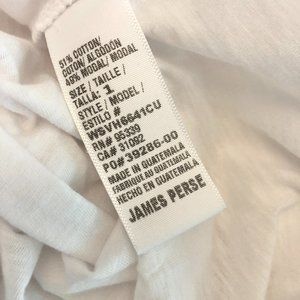 51% COTTON/
COTON/ ALGODÓN
49% MODAL/ MODAL
SIZE / TAILLE /
TALLA: 1
STYLE / MODEL /
ESTILO #
WSVH6641CU
RN# 95339
CA# 31092
PO#39286-00
MADE IN GUATEMALA
FABRIQUE AU GUATEMALA
HECHO EN GUATEMALA
JAMES PERSE